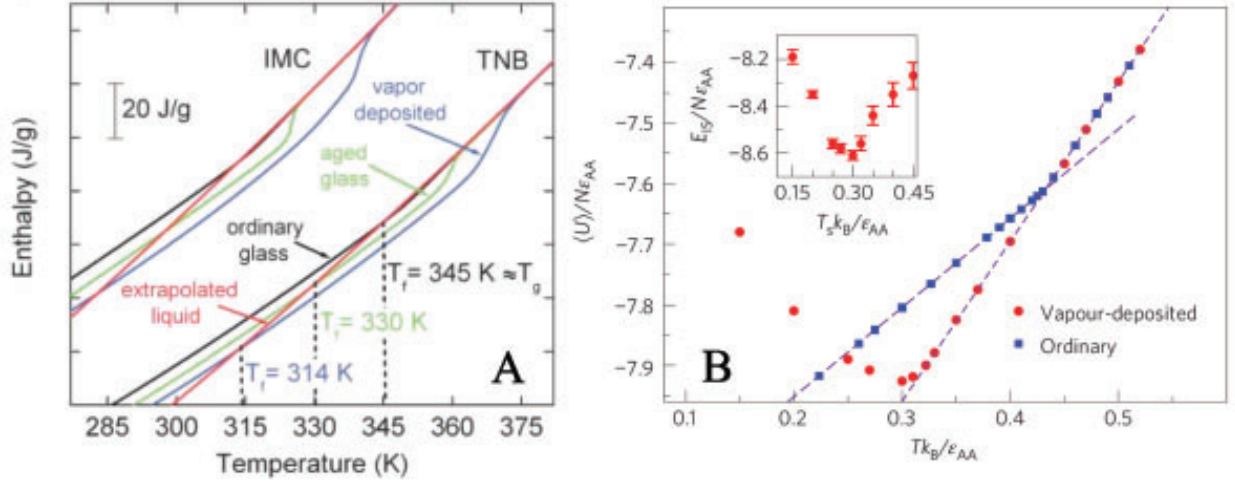 Enthalpy (J/g)
20 J/g
IMC
TNB
vapor
deposited
aged
glass
ordinary
glass
extrapolated
liquid
T_f = 345 K ≈T_g
T_f = 330 K
T_f = 314 K
A
285 300 315 330 345 360 375
Temperature (K)
⟨U⟩/Nε_AA
−7.4
−7.5
−7.6
−7.7
−7.8
−7.9
E_IS/Nε_AA
−8.2
−8.4
−8.6
0.15 0.30 0.45
T_s k_B/ε_AA
Vapour-deposited
Ordinary
B
0.1 0.2 0.3 0.4 0.5
Tk_B/ε_AA